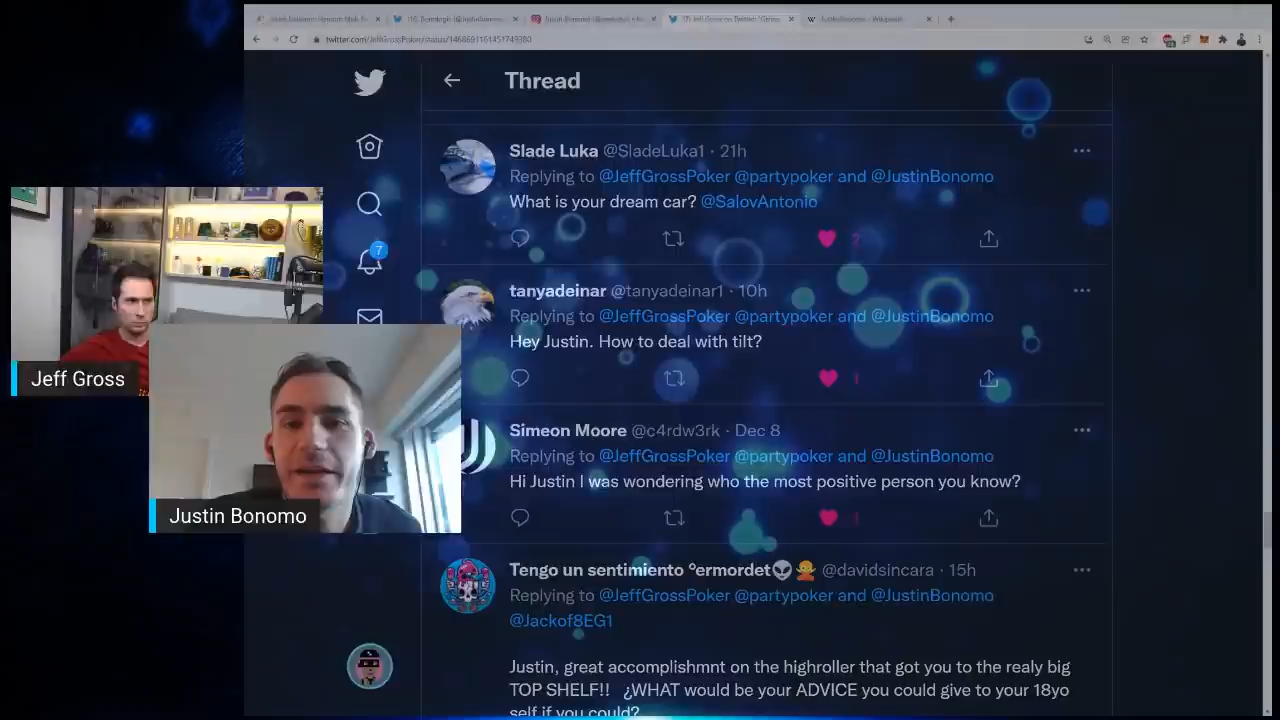 twitter.com/JeffGrossPoker/status/1468691161451749380
Thread
Slade Luka @SladeLuka1 · 21h
Replying to @JeffGrossPoker @partypoker and @JustinBonomo
What is your dream car? @SalovAntonio
2
7
tanyadeinar @tanyadeinar1 · 10h
Replying to @JeffGrossPoker @partypoker and @JustinBonomo
Hey Justin. How to deal with tilt?
1
Jeff Gross
Simeon Moore @c4rdw3rk · Dec 8
Replying to @JeffGrossPoker @partypoker and @JustinBonomo
Hi Justin I was wondering who the most positive person you know?
1
Justin Bonomo
Tengo un sentimiento °ermordet👽🙅 @davidsincara · 15h
Replying to @JeffGrossPoker @partypoker and @JustinBonomo
@Jackof8EG1
Justin, great accomplishmnt on the highroller that got you to the realy big
TOP SHELF!! ¿WHAT would be your ADVICE you could give to your 18yo
self if you could?